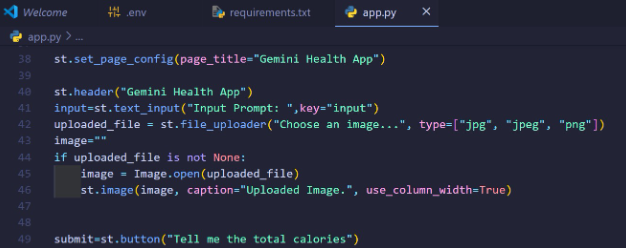 Welcome .env requirements.txt app.py ×
app.py > ...
38 st.set_page_config(page_title="Gemini Health App")
39
40 st.header("Gemini Health App")
41 input=st.text_input("Input Prompt: ",key="input")
42 uploaded_file = st.file_uploader("Choose an image...", type=["jpg", "jpeg", "png"])
43 image=""
44 if uploaded_file is not None:
45     image = Image.open(uploaded_file)
46     st.image(image, caption="Uploaded Image.", use_column_width=True)
47
48
49 submit=st.button("Tell me the total calories")